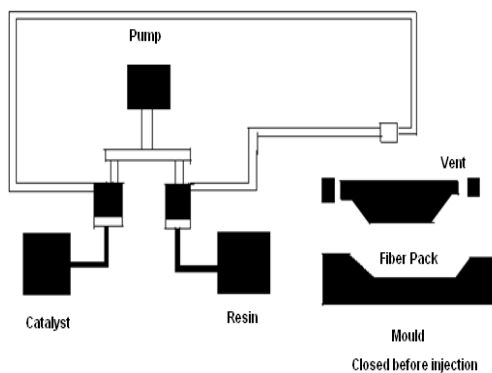 Pump
Vent
Fiber Pack
Catalyst
Resin
Mould
Closed before injection